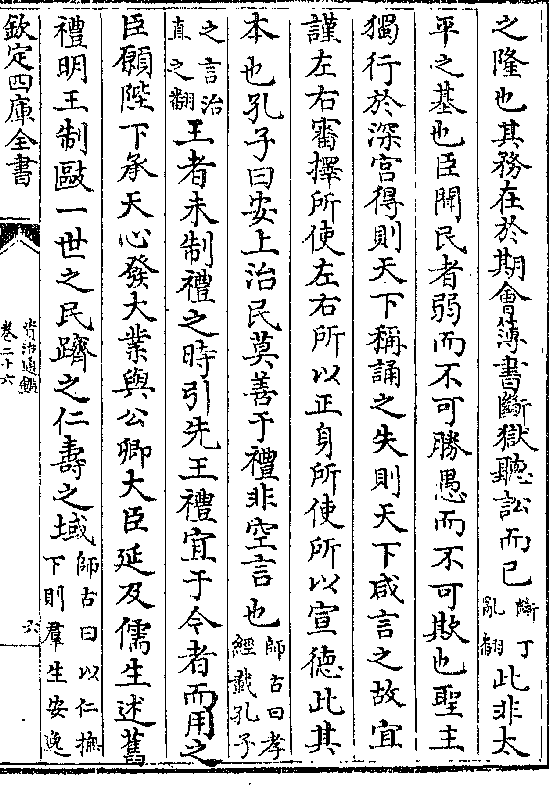 之隆也其務在於期會簿書斷獄聽訟而已斷丁亂翻此非太
平之基也臣聞民者弱而不可勝愚而不可欺也聖主
獨行於深宫得則天下稱誦之失則天下咸言之故宜
謹左右審擇所使左右所以正身所使所以宣德此其
本也孔子曰安上治民莫善于禮非空言也師古曰孝經載孔子
之言治直之翻王者未制禮之時引先王禮宜于今者而用之
臣願陛下承天心發大業與公卿大臣延及儒生述舊
禮明王制敺一世之民躋之仁壽之域師古曰以仁撫下則羣生安逸
欽定四庫全書
資治通鑑
卷二十六
六